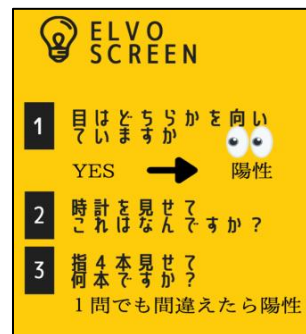 ELVO
SCREEN
1
目はどちらかを向い
ていますか
YES
陽性
2
時計を見せて
これはなんですか？
3
指４本見せて
何本ですか？
1問でも間違えたら陽性